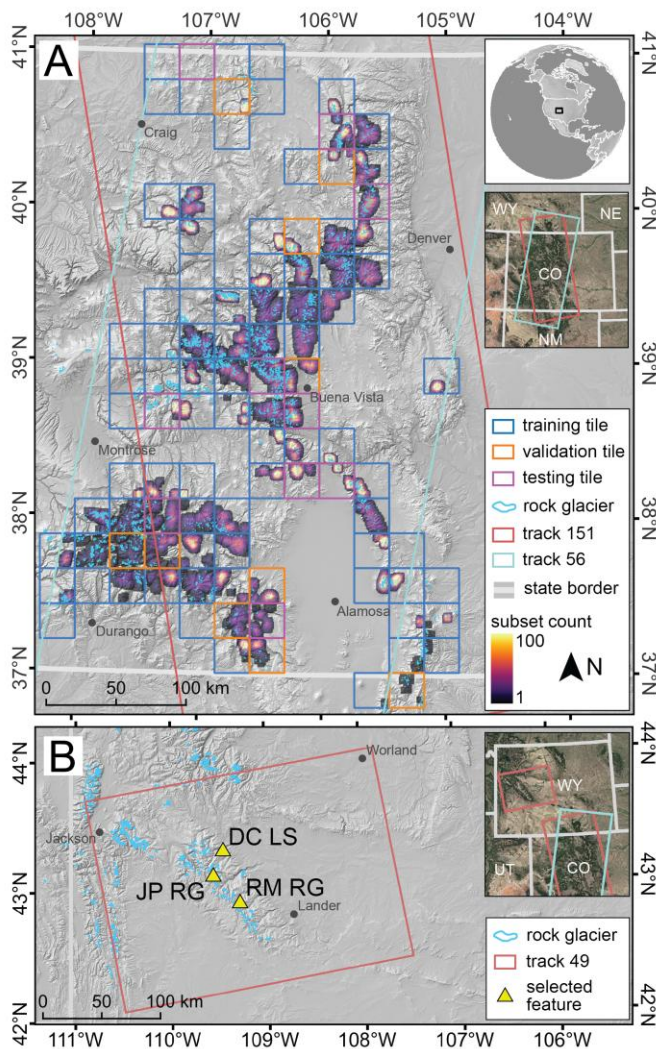 108°W 107°W 106°W 105°W 104°W
41°N
41°N
A
Craig
40°N
40°N
Denver
WY
NE
CO
NM
39°N
39°N
Buena Vista
Montrose
training tile
validation tile
testing tile
rock glacier
track 151
track 56
state border
38°N
38°N
subset count
100
1
N
Alamosa
Durango
37°N
37°N
0 50 100 km
B
44°N
44°N
Worland
WY
UT
CO
Jackson
DC LS
JP RG
RM RG
43°N
43°N
Lander
rock glacier
track 49
selected
feature
0 50 100 km
42°N
42°N
111°W 110°W 109°W 108°W 107°W 106°W